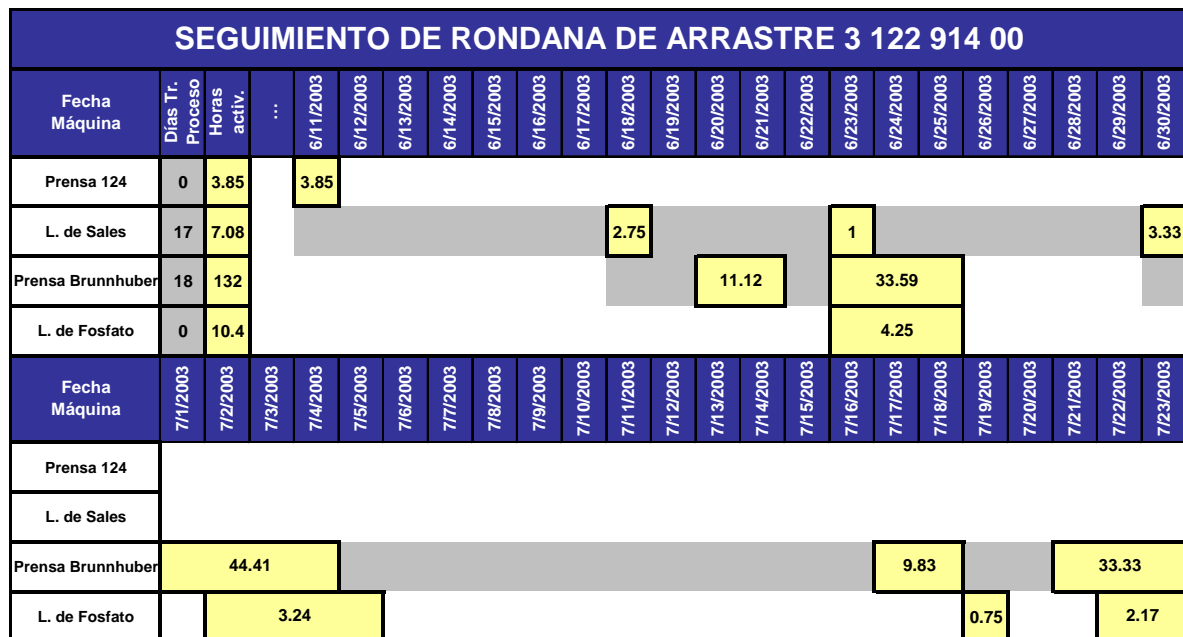 SEGUIMIENTO DE RONDANA DE ARRASTRE 3 122 914 00
Fecha Máquina Días Tr. Proceso Horas activ. ... 6/11/2003 6/12/2003 6/13/2003 6/14/2003 6/15/2003 6/16/2003 6/17/2003 6/18/2003 6/19/2003 6/20/2003 6/21/2003 6/22/2003 6/23/2003 6/24/2003 6/25/2003 6/26/2003 6/27/2003 6/28/2003 6/29/2003 6/30/2003
Prensa 124 0 3.85 3.85
L. de Sales 17 7.08 2.75 1 3.33
Prensa Brunnhuber 18 132 11.12 33.59
L. de Fosfato 0 10.4 4.25
Fecha Máquina 7/1/2003 7/2/2003 7/3/2003 7/4/2003 7/5/2003 7/6/2003 7/7/2003 7/8/2003 7/9/2003 7/10/2003 7/11/2003 7/12/2003 7/13/2003 7/14/2003 7/15/2003 7/16/2003 7/17/2003 7/18/2003 7/19/2003 7/20/2003 7/21/2003 7/22/2003 7/23/2003
Prensa 124
L. de Sales
Prensa Brunnhuber 44.41 9.83 33.33
L. de Fosfato 3.24 0.75 2.17